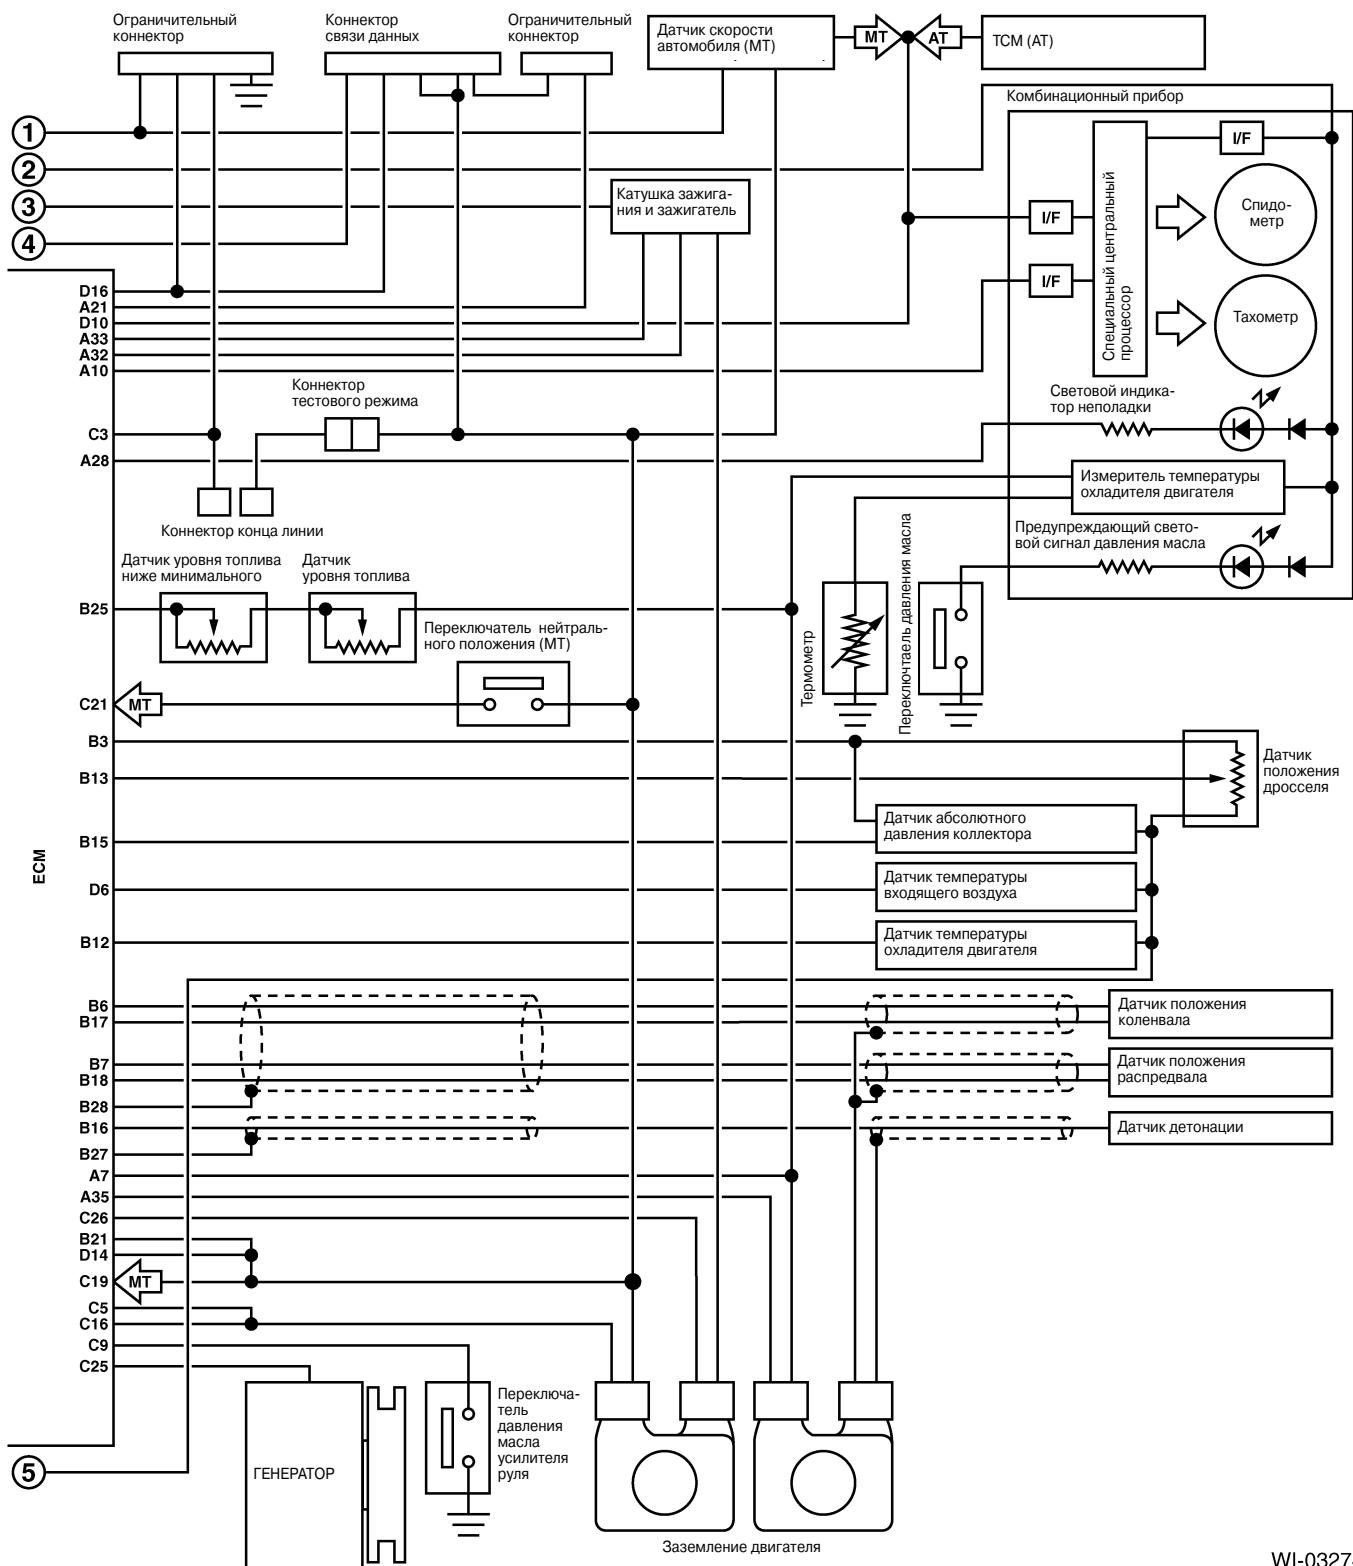 Ограничительный
коннектор
Коннектор
связи данных
Ограничительный
коннектор
Датчик скорости
автомобиля (МТ)
MT
AT
TCM (AT)
Комбинационный прибор
1
2
3
4
I/F
I/F
I/F
Специальный центральный
процессор
Спидо-
метр
Тахометр
Катушка зажига-
ния и зажигатель
D16
A21
D10
A33
A32
A10
Коннектор
тестового режима
Световой индика-
тор неполадки
C3
A28
Измеритель температуры
охладителя двигателя
Коннектор конца линии
Предупреждающий свето-
вой сигнал давления масла
Датчик уровня топлива
ниже минимального
Датчик
уровня топлива
B25
Переключатель нейтраль-
ного положения (МТ)
Термометр
Переключтаель давления масла
C21
MT
B3
B13
Датчик
положения
дросселя
Датчик абсолютного
давления коллектора
B15
ECM
D6
Датчик температуры
входящего воздуха
B12
Датчик температуры
охладителя двигателя
B6
B17
Датчик положения
коленвала
B7
B18
Датчик положения
распредвала
B28
B16
Датчик детонации
B27
A7
A35
C26
B21
D14
C19
MT
C5
C16
C9
C25
Переключа-
тель
давления
масла
усилителя
руля
5
ГЕНЕРАТОР
Заземление двигателя
WI-0327